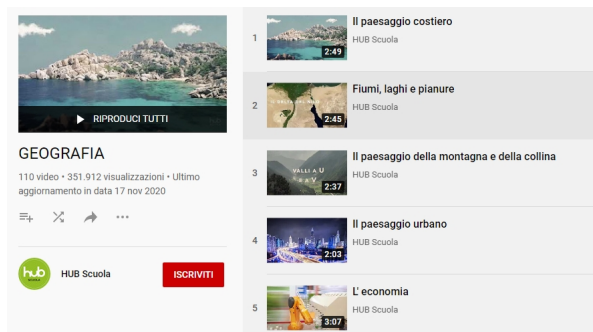 RIPRODUCI TUTTI
GEOGRAFIA
110 video • 351.912 visualizzazioni • Ultimo
aggiornamento in data 17 nov 2020
hub
SCUOLA
HUB Scuola
ISCRIVITI
1
2:49
Il paesaggio costiero
HUB Scuola
2
2:45
Fiumi, laghi e pianure
HUB Scuola
3
VALLI A U
V
2:37
Il paesaggio della montagna e della collina
HUB Scuola
4
2:03
Il paesaggio urbano
HUB Scuola
5
3:07
L' economia
HUB Scuola